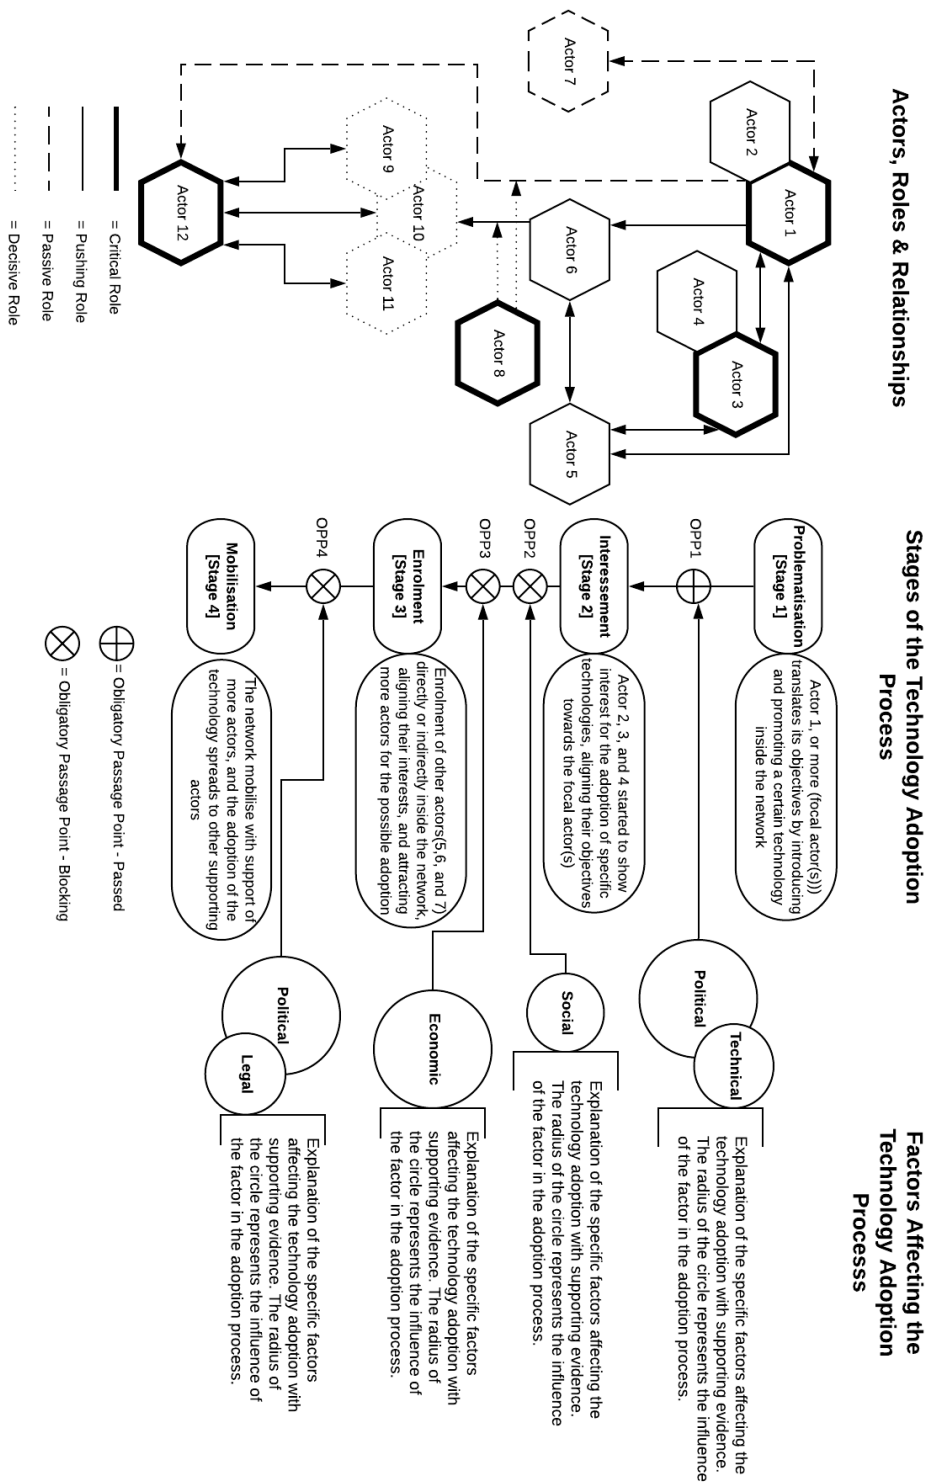 Actors, Roles & Relationships
Actor 1
Actor 2
Actor 7
Actor 3
Actor 4
Actor 6
Actor 5
Actor 8
Actor 9
Actor 10
Actor 11
Actor 12
= Critical Role
= Pushing Role
= Passive Role
= Decisive Role
Stages of the Technology Adoption
Process
Problematisation
[Stage 1]
Actor 1, or more (focal actor(s)))
translates its objectives by introducing
and promoting a certain technology
inside the network
OPP1
Interessement
[Stage 2]
Actor 2, 3, and 4 started to show
interest for the adoption of specific
technologies, aligning their objectives
towards the focal actor(s)
OPP2
OPP3
Enrolment
[Stage 3]
Enrolment of other actors(5,6, and 7)
directly or indirectly inside the network,
aligning their interests, and attracting
more actors for the possible adoption
OPP4
Mobilisation
[Stage 4]
The network mobilise with support of
more actors, and the adoption of the
technology spreads to other supporting
actors
= Obligatory Passage Point - Passed
= Obligatory Passage Point - Blocking
Factors Affecting the
Technology Adoption
Processs
Technical
Political
Explanation of the specific factors affecting the
technology adoption with supporting evidence.
The radius of the circle represents the influence
of the factor in the adoption process.
Social
Explanation of the specific factors affecting the
technology adoption with supporting evidence.
The radius of the circle represents the influence
of the factor in the adoption process.
Economic
Explanation of the specific factors
affecting the technology adoption with
supporting evidence. The radius of
the circle represents the influence of
the factor in the adoption process.
Political
Legal
Explanation of the specific factors
affecting the technology adoption with
supporting evidence. The radius of
the circle represents the influence of
the factor in the adoption process.